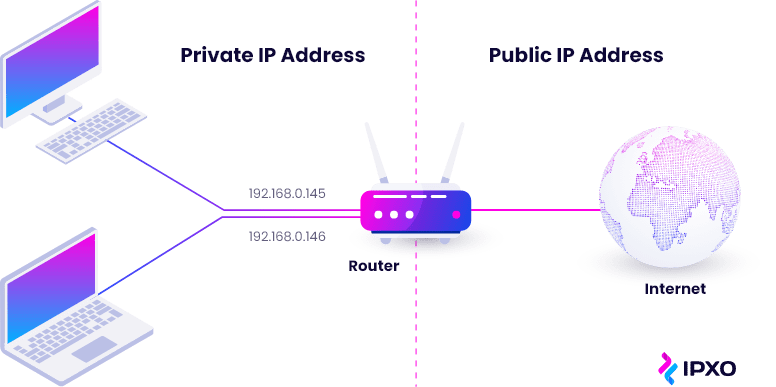 Private IP Address
Public IP Address
192.168.0.145
192.168.0.146
Router
Internet
IPXO